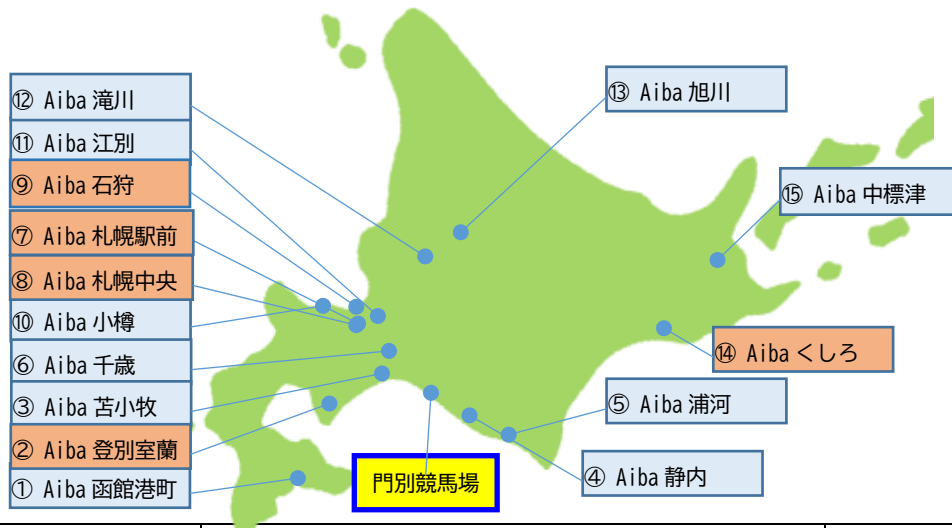 ⑫ Aiba 滝川
⑪ Aiba 江別
⑨ Aiba 石狩
⑦ Aiba 札幌駅前
⑧ Aiba 札幌中央
⑩ Aiba 小樽
⑥ Aiba 千歳
③ Aiba 苫小牧
② Aiba 登別室蘭
① Aiba 函館港町
⑬ Aiba 旭川
⑮ Aiba 中標津
⑭ Aiba くしろ
⑤ Aiba 浦河
④ Aiba 静内
門別競馬場